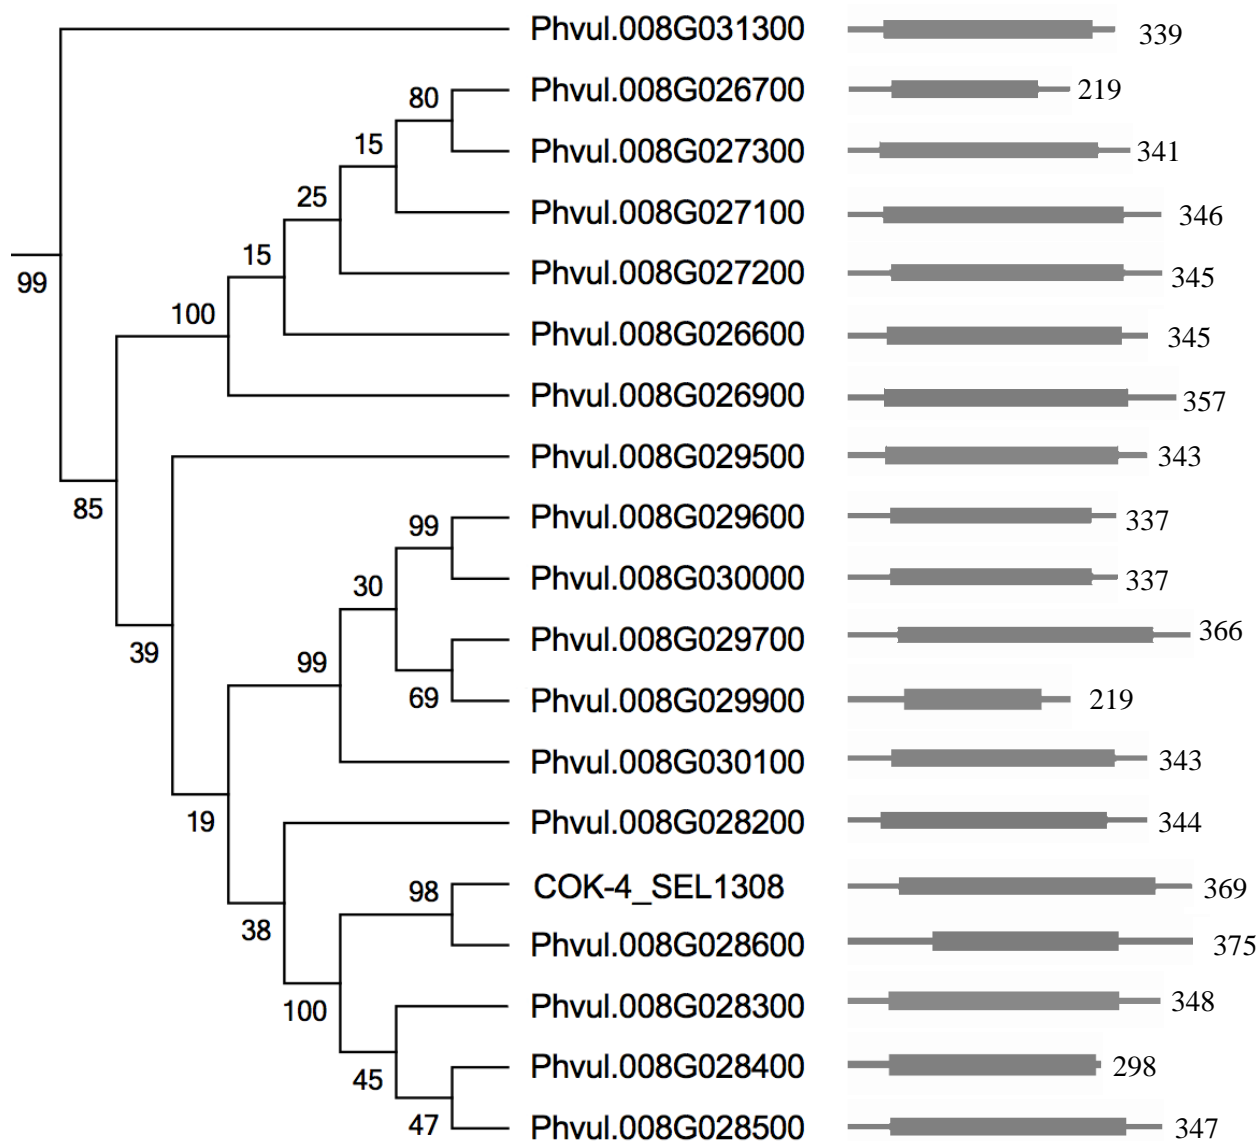 Phvul.008G031300 339
80 Phvul.008G026700 219
15 Phvul.008G027300 341
25 Phvul.008G027100 346
15 Phvul.008G027200 345
99 100 Phvul.008G026600 345
Phvul.008G026900 357
85 Phvul.008G029500 343
99 Phvul.008G029600 337
30 Phvul.008G030000 337
39 99 Phvul.008G029700 366
69 Phvul.008G029900 219
Phvul.008G030100 343
19 Phvul.008G028200 344
98 COK-4_SEL1308 369
38 Phvul.008G028600 375
100 Phvul.008G028300 348
45 Phvul.008G028400 298
47 Phvul.008G028500 347